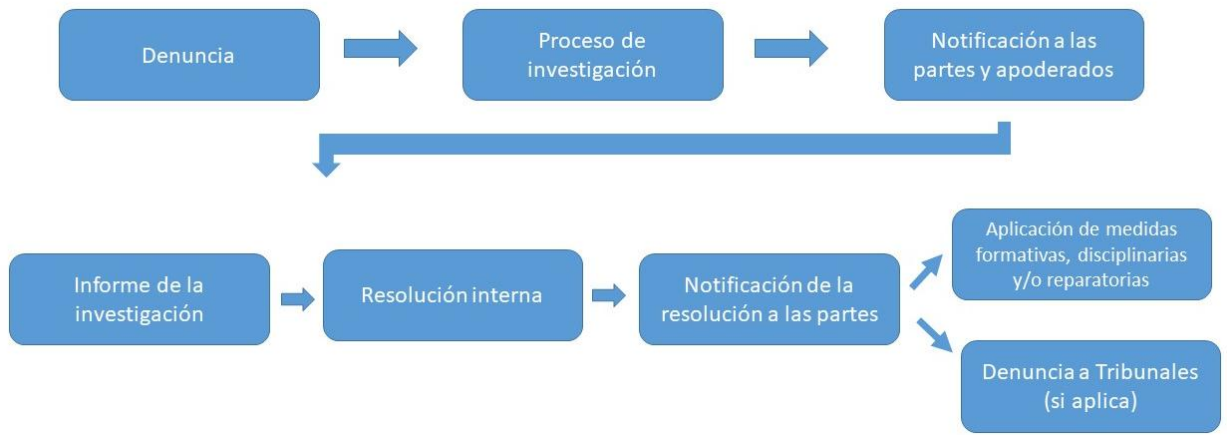 Denuncia
Proceso de
investigación
Notificación a las
partes y apoderados
Informe de la
investigación
Resolución interna
Notificación de la
resolución a las partes
Aplicación de medidas
formativas, disciplinarias
y/o reparatorias
Denuncia a Tribunales
(si aplica)